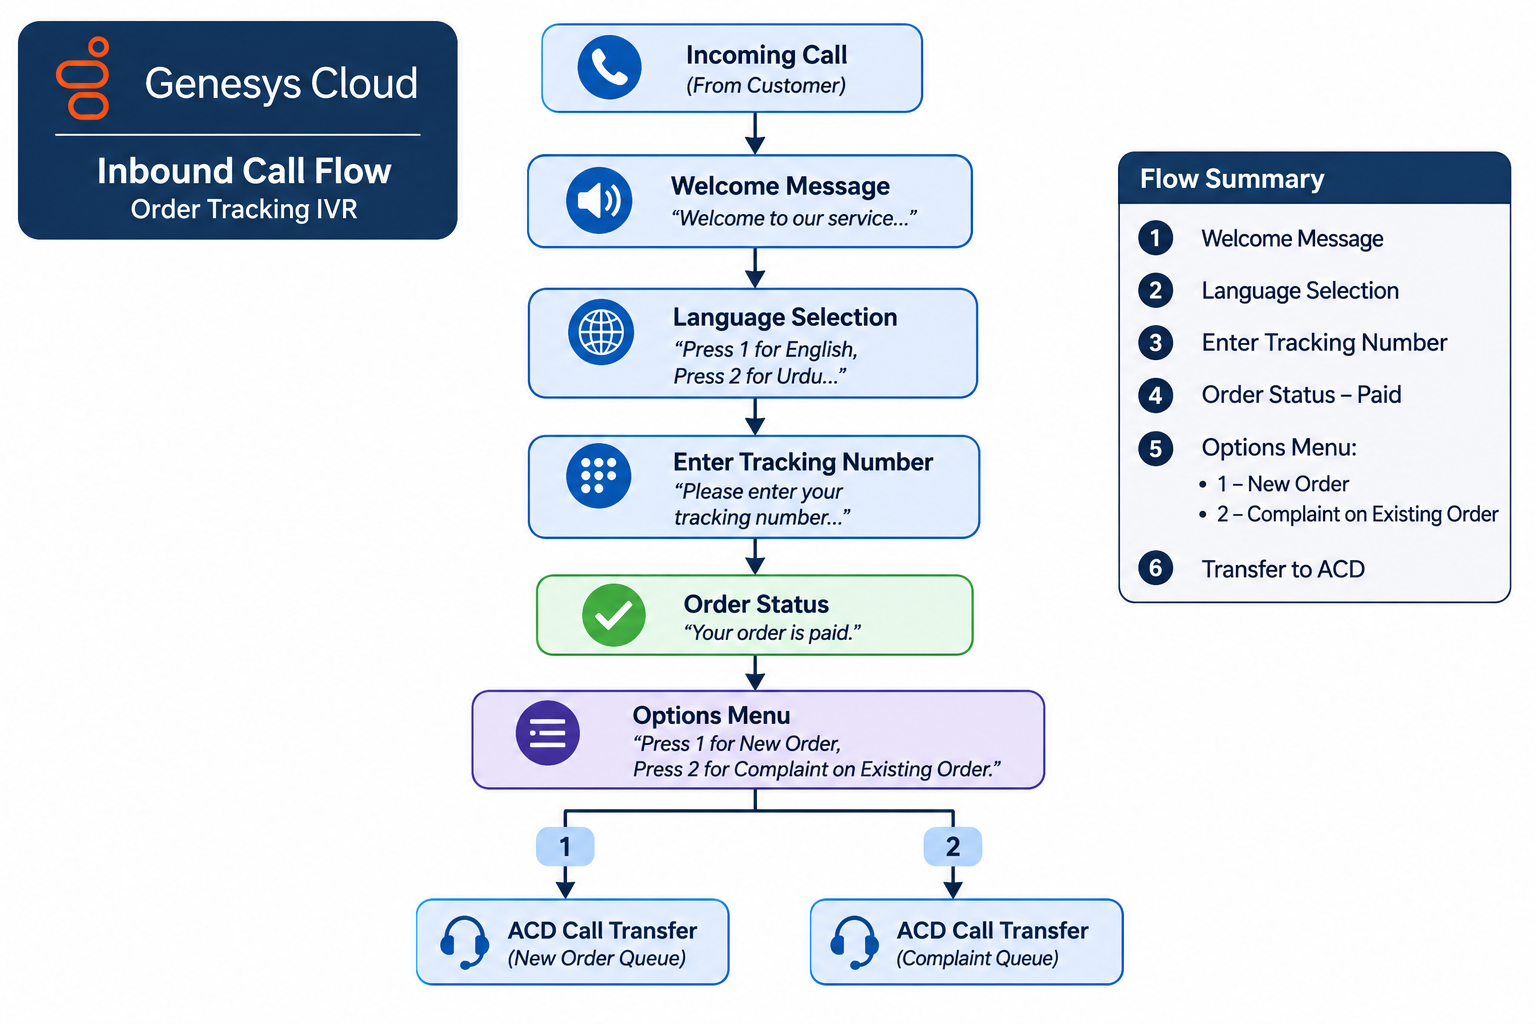 Genesys Cloud
Inbound Call Flow
Order Tracking IVR
Incoming Call
(From Customer)
Welcome Message
“Welcome to our service...”
Language Selection
“Press 1 for English,
Press 2 for Urdu...”
Enter Tracking Number
“Please enter your
tracking number...”
Order Status
“Your order is paid.”
Options Menu
“Press 1 for New Order,
Press 2 for Complaint on Existing Order.”
1
2
ACD Call Transfer
(New Order Queue)
ACD Call Transfer
(Complaint Queue)
Flow Summary
1 Welcome Message
2 Language Selection
3 Enter Tracking Number
4 Order Status – Paid
5 Options Menu:
• 1 – New Order
• 2 – Complaint on Existing Order
6 Transfer to ACD